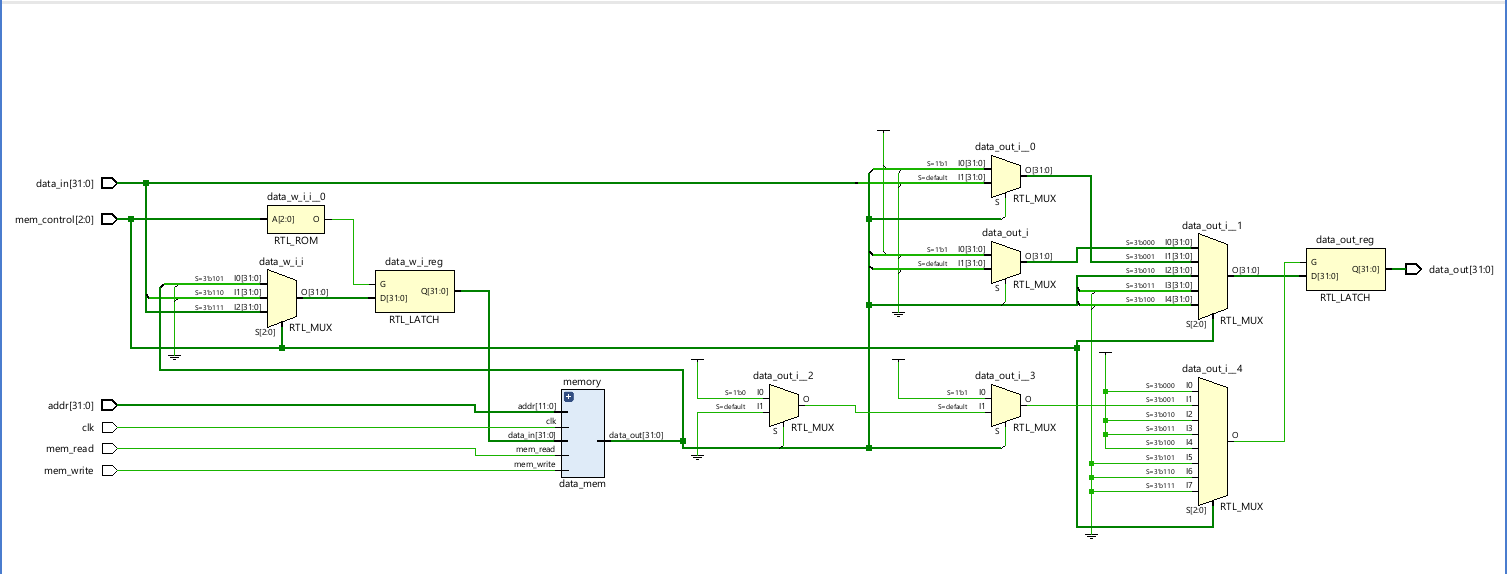 data_in[31:0]
mem_control[2:0]
data_w_i_i__0
A[2:0] O
RTL_ROM
data_w_i_i
S=3'b101 I0[31:0]
S=3'b110 I1[31:0]
S=3'b111 I2[31:0]
O[31:0]
S[2:0]
RTL_MUX
data_w_i_reg
G
D[31:0]
Q[31:0]
RTL_LATCH
addr[31:0]
clk
mem_read
mem_write
memory
addr[11:0]
clk
data_in[31:0]
mem_read
mem_write
data_out[31:0]
data_mem
data_out_i__2
S=1'b0 I0
S=default I1
O
S
RTL_MUX
data_out_i__0
S=1'b1 I0[31:0]
S=default I1[31:0]
O[31:0]
S
RTL_MUX
data_out_i
S=1'b1 I0[31:0]
S=default I1[31:0]
O[31:0]
S
RTL_MUX
data_out_i__3
S=1'b1 I0
S=default I1
O
S
RTL_MUX
data_out_i__1
S=3'b000 I0[31:0]
S=3'b001 I1[31:0]
S=3'b010 I2[31:0]
S=3'b011 I3[31:0]
S=3'b100 I4[31:0]
O[31:0]
S[2:0]
RTL_MUX
data_out_i__4
S=3'b000 I0
S=3'b001 I1
S=3'b010 I2
S=3'b011 I3
S=3'b100 I4
S=3'b101 I5
S=3'b110 I6
S=3'b111 I7
O
S[2:0]
RTL_MUX
data_out_reg
G
D[31:0]
Q[31:0]
RTL_LATCH
data_out[31:0]